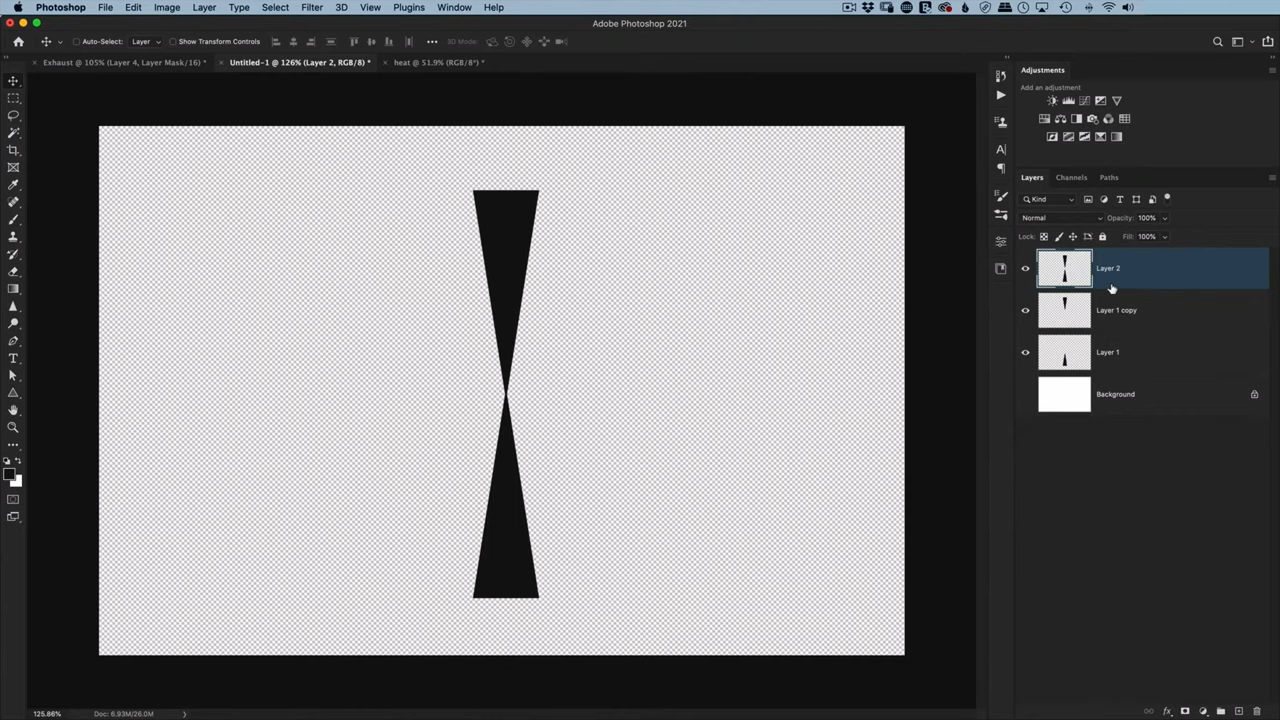 Photoshop File Edit Image Layer Type Select Filter 3D View Plugins Window Help
Adobe Photoshop 2021
Auto-Select: Layer Show Transform Controls 3D Mode:
Exhaust @ 105% (Layer 4, Layer Mask/16) * Untitled-1 @ 126% (Layer 2, RGB/8) * heat @ 51.9% (RGB/8*) *
Adjustments
Add an adjustment
Layers Channels Paths
Kind
Normal Opacity: 100%
Lock: Fill: 100%
Layer 2
Layer 1 copy
Layer 1
Background
125.86% Doc: 6.93M/26.0M